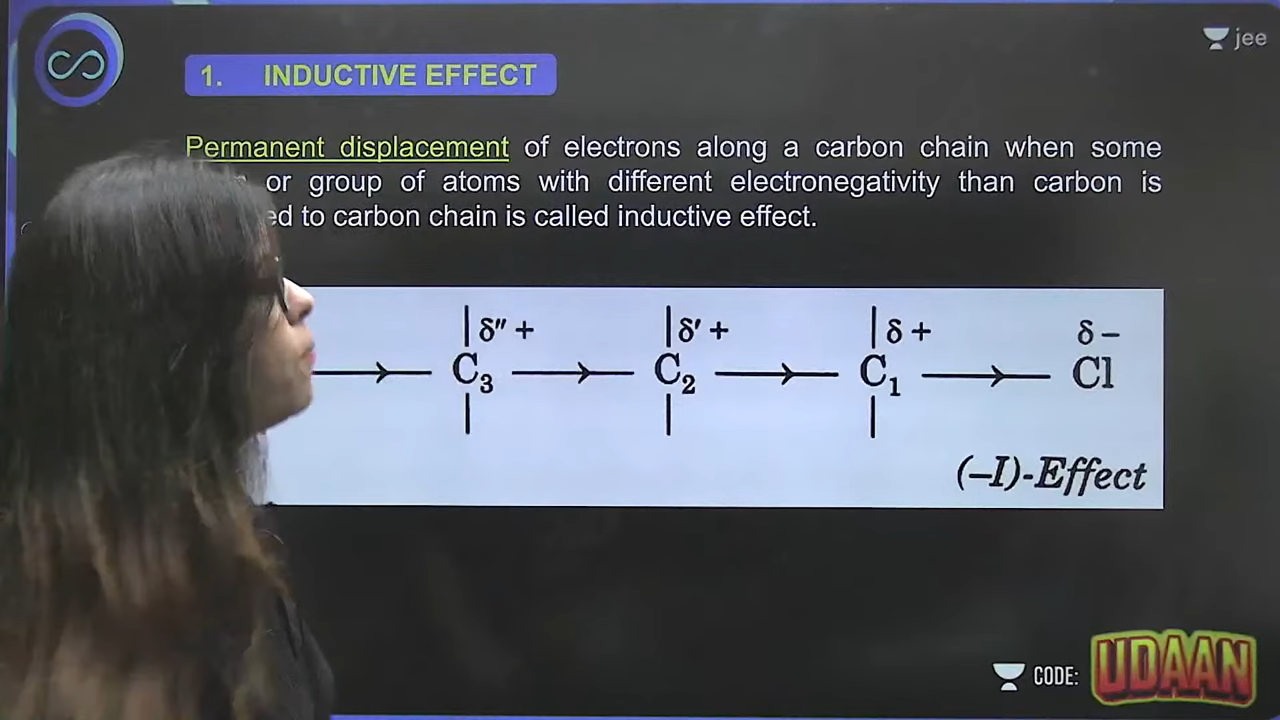 jee
1. INDUCTIVE EFFECT
Permanent displacement of electrons along a carbon chain when some
or group of atoms with different electronegativity than carbon is
ed to carbon chain is called inductive effect.
δ″+ δ′+ δ+ δ–
C₃ C₂ C₁ Cl
(–I)-Effect
CODE: UDAAN